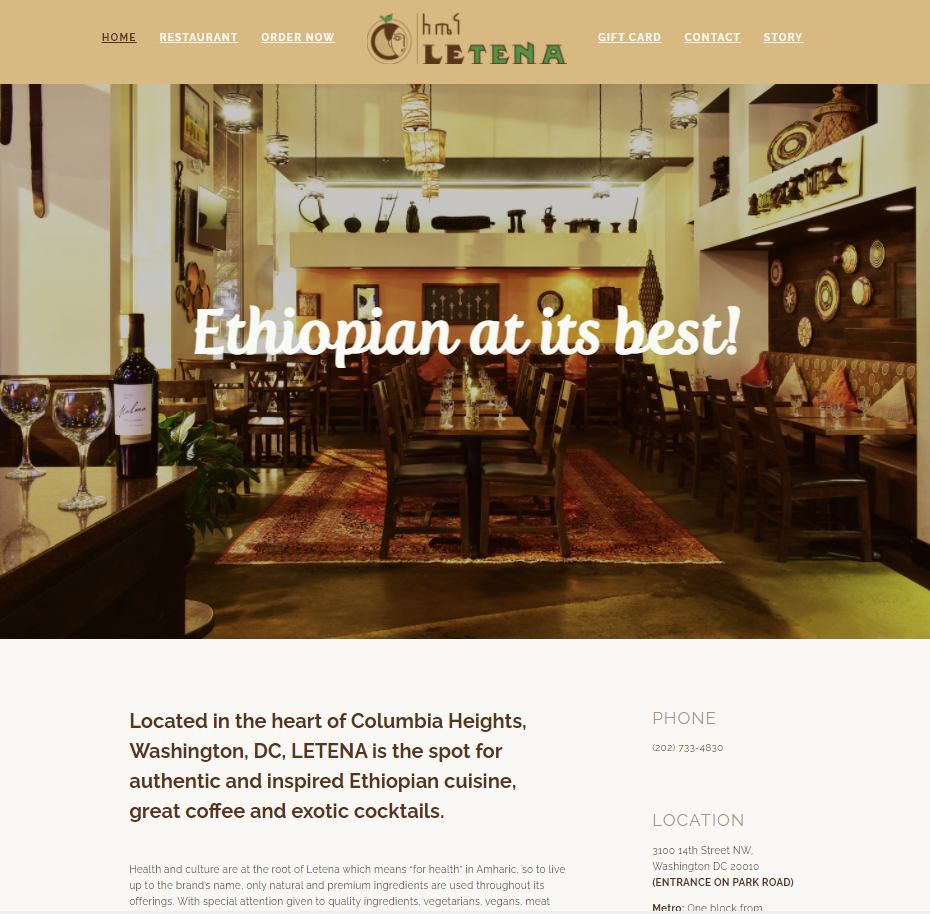 HOME
RESTAURANT
ORDER NOW
LETENA
GIFT CARD
CONTACT
STORY
Ethiopian at its best!
Located in the heart of Columbia Heights,
Washington, DC, LETENA is the spot for
authentic and inspired Ethiopian cuisine,
great coffee and exotic cocktails.
Health and culture are at the root of Letena which means “for health” in Amharic, so to live
up to the brand's name, only natural and premium ingredients are used throughout its
offerings. With special attention given to quality ingredients, vegetarians, vegans, meat
PHONE
(202) 733-4830
LOCATION
3100 14th Street NW,
Washington DC 20010
(ENTRANCE ON PARK ROAD)
Metro: One block from